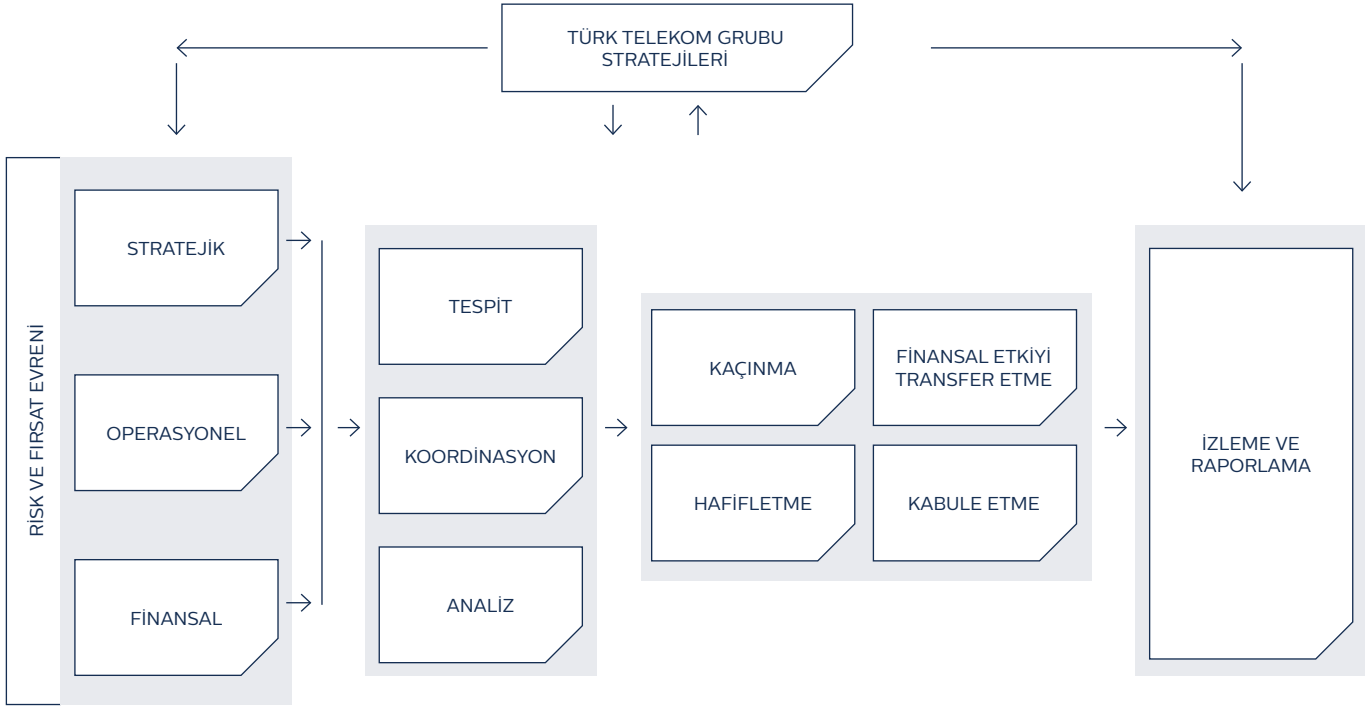 TÜRK TELEKOM GRUBU
STRATEJİLERİ
RİSK VE FIRSAT EVRENİ
STRATEJİK
OPERASYONEL
FİNANSAL
TESPİT
KOORDİNASYON
ANALİZ
KAÇINMA
FİNANSAL ETKİYİ
TRANSFER ETME
HAFİFLETME
KABULE ETME
İZLEME VE
RAPORLAMA